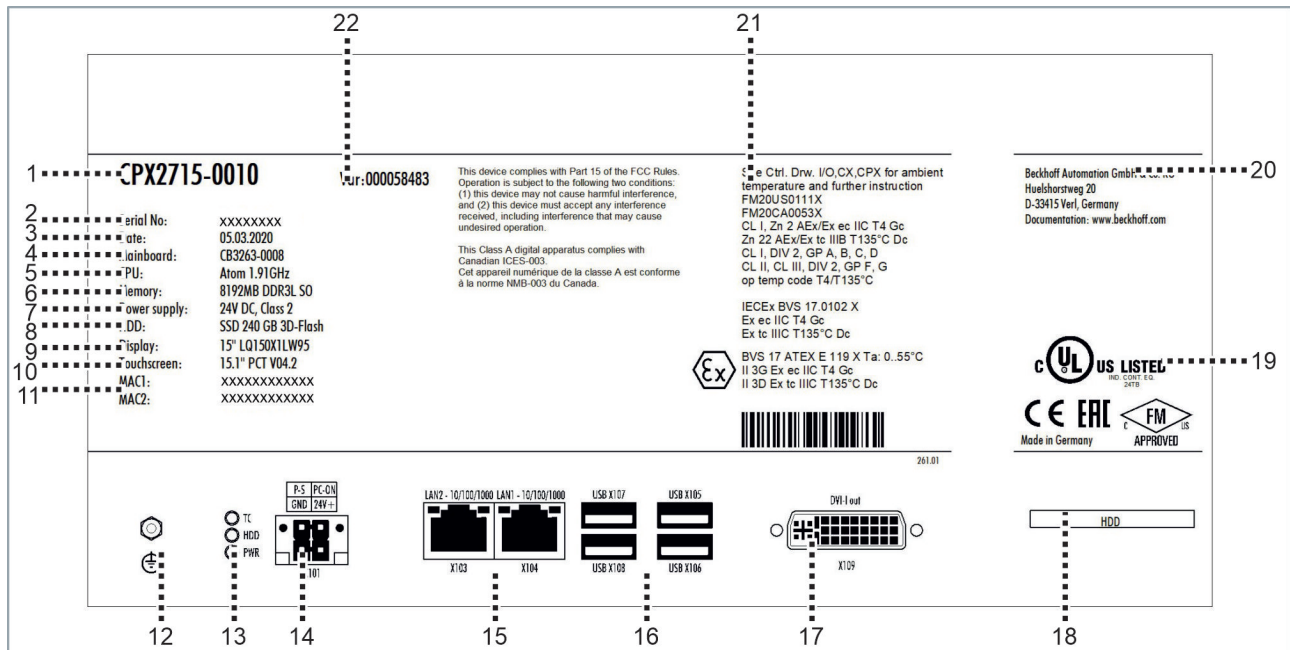 22
21
1
CPX2715-0010
Var:000058483
2
Serial No: xxxxxxxx
3
Date: 05.03.2020
4
Mainboard: CB3263-0008
5
CPU: Atom 1.91GHz
6
Memory: 8192MB DDR3L SO
7
Power supply: 24V DC, Class 2
8
HDD: SSD 240 GB 3D-Flash
9
Display: 15" LQ150X1LW95
10
Touchscreen: 15.1" PCT V04.2
11
MAC1: XXXXXXXXXXXX
MAC2: XXXXXXXXXXXX
This device complies with Part 15 of the FCC Rules.
Operation is subject to the following two conditions:
(1) this device may not cause harmful interference,
and (2) this device must accept any interference
received, including interference that may cause
undesired operation.
This Class A digital apparatus complies with
Canadian ICES-003.
Cet appareil numérique de la classe A est conforme
à la norme NMB-003 du Canada.
See Ctrl. Drw. I/O,CX,CPX for ambient
temperature and further instruction
FM20US0111X
FM20CA0053X
CL I, Zn 2 AEx/Ex ec IIC T4 Gc
Zn 22 AEx/Ex tc IIIB T135°C Dc
CL I, DIV 2, GP A, B, C, D
CL II, CL III, DIV 2, GP F, G
op temp code T4/T135°C
IECEx BVS 17.0102 X
Ex ec IIC T4 Gc
Ex tc IIIC T135°C Dc
Ex
BVS 17 ATEX E 119 X Ta: 0..55°C
II 3G Ex ec IIC T4 Gc
II 3D Ex tc IIIC T135°C Dc
261.01
20
Beckhoff Automation GmbH & Co. KG
Huelshorstweg 20
D-33415 Verl, Germany
Documentation: www.beckhoff.com
19
C UL US LISTED
IND. CONT. EQ.
24TB
CE EAC C FM US
Made in Germany APPROVED
TC
HDD
PWR
P-S PC-ON
GND 24V+
X101
LAN2 - 10/100/1000 LAN1 - 10/100/1000
X103 X104
USB X107 USB X105
USB X108 USB X106
DVI-I out
X109
HDD
12 13 14 15 16 17 18